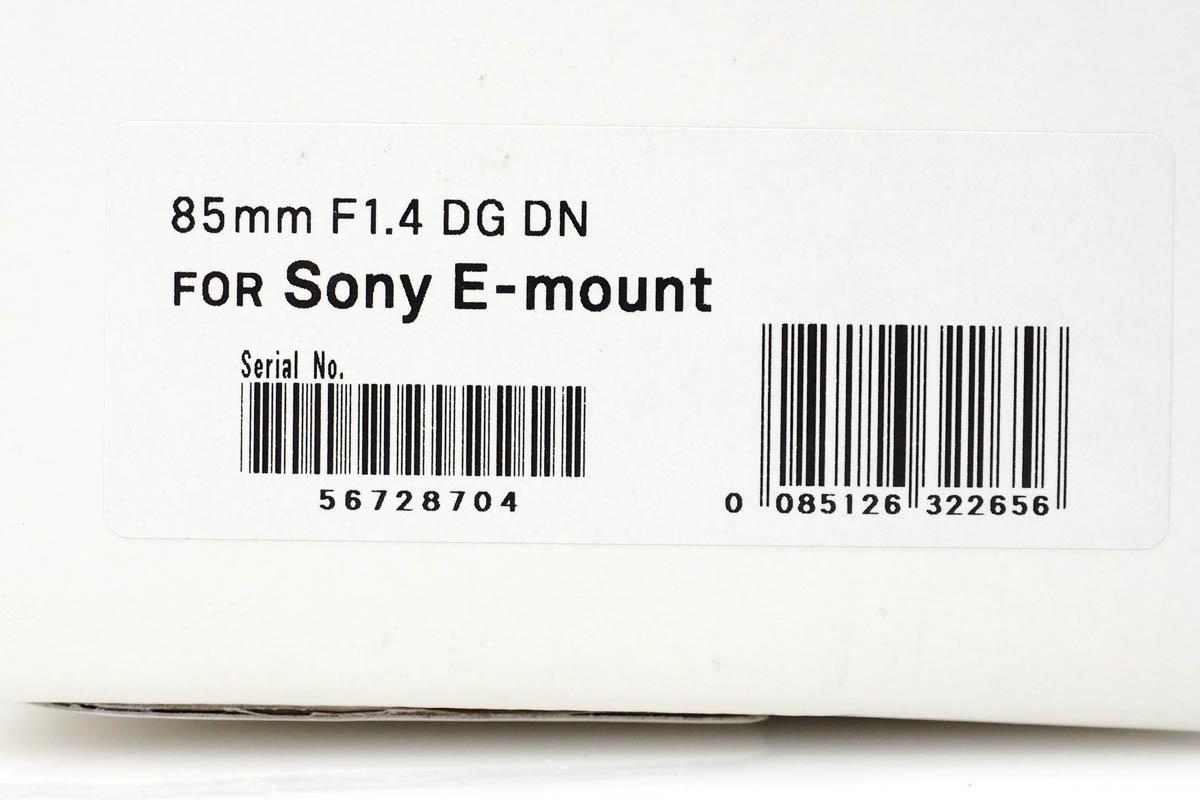 85mm F1.4 DG DN
FOR Sony E-mount
Serial No.
56728704
0 085126 322656